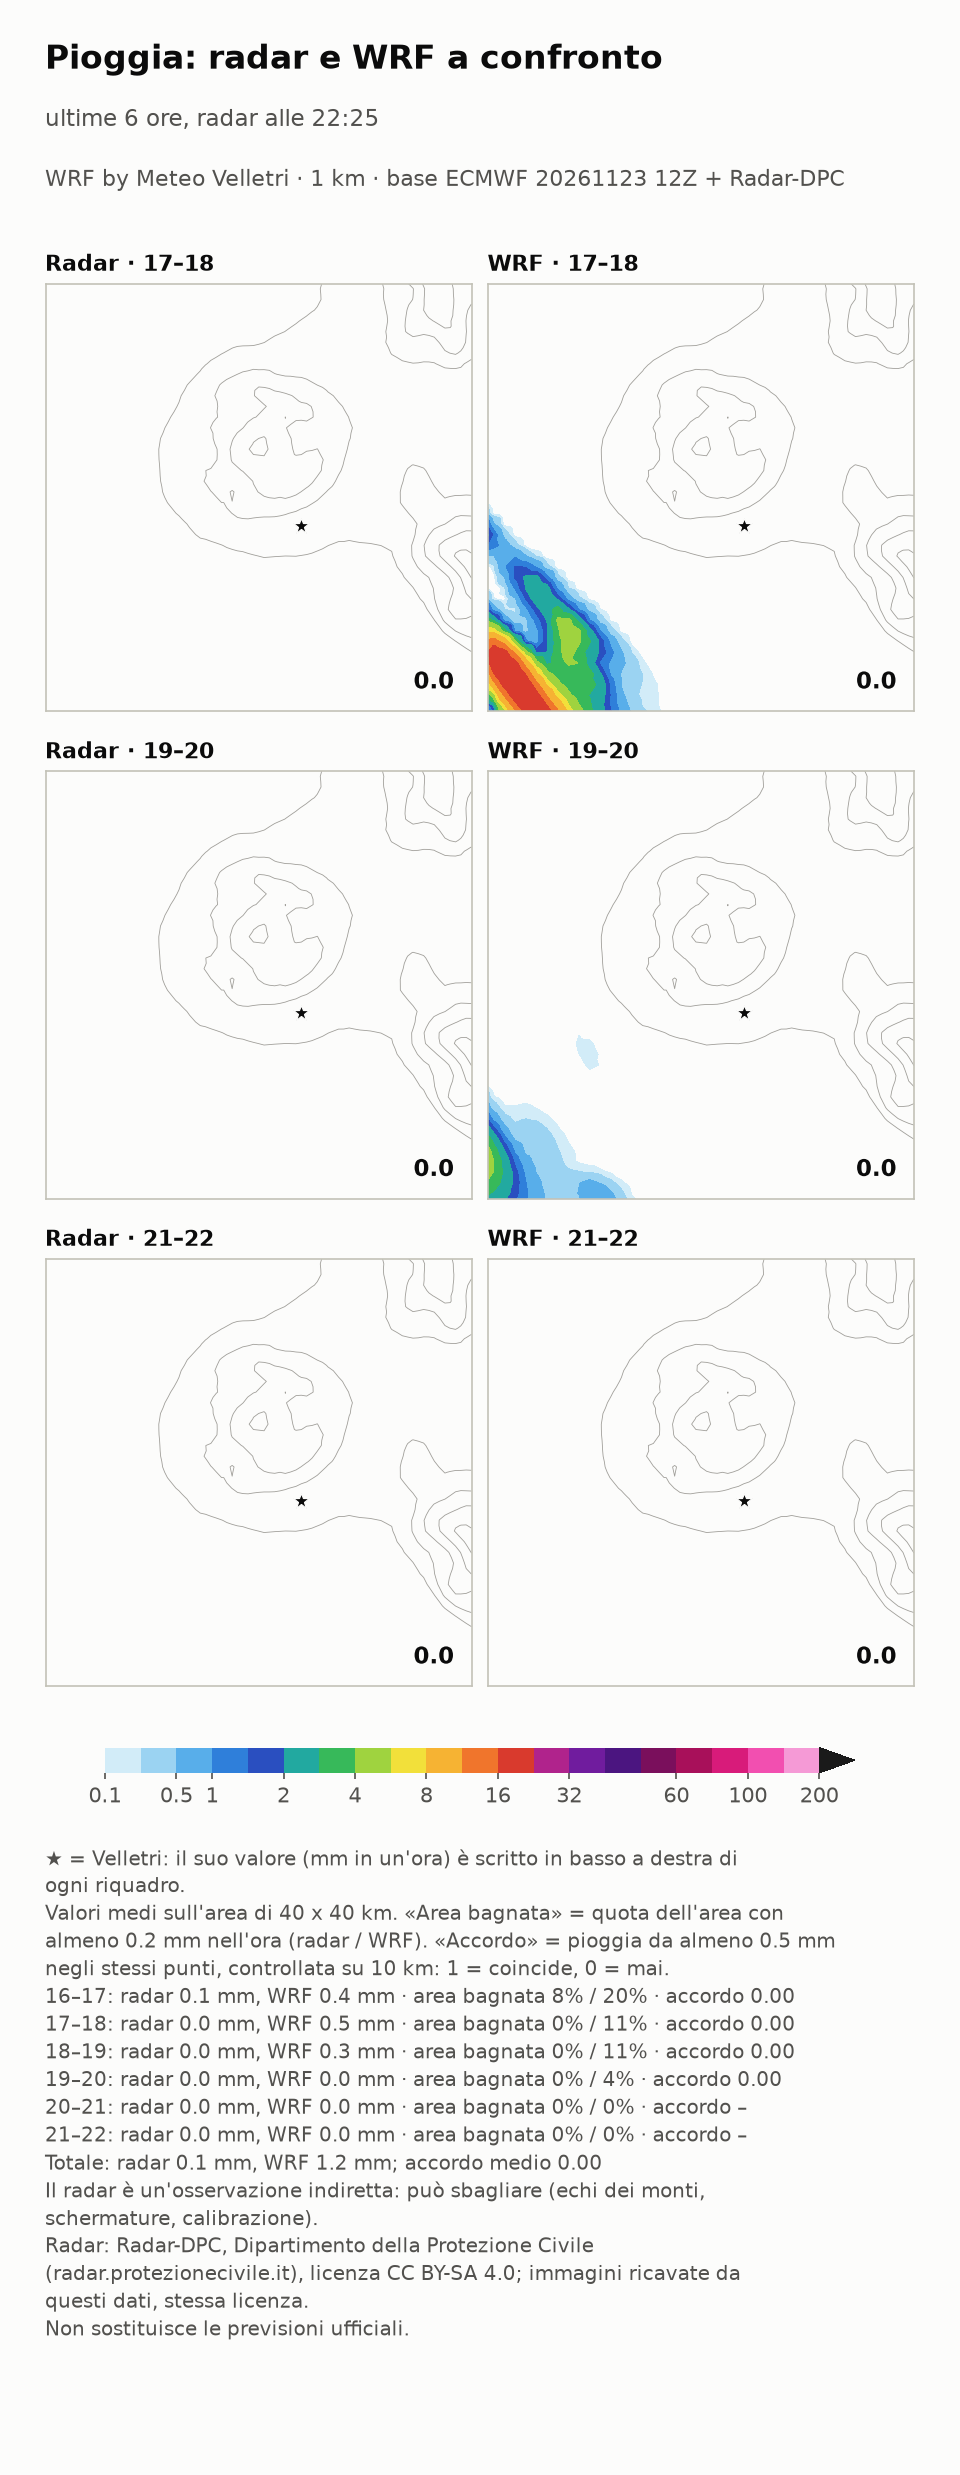 Pioggia: radar e WRF a confronto
ultime 6 ore, radar alle 22:25
WRF by Meteo Velletri · 1 km · base ECMWF 20261123 12Z + Radar-DPC
Radar · 17–18 WRF · 17–18
0.0 0.0
Radar · 19–20 WRF · 19–20
0.0 0.0
Radar · 21–22 WRF · 21–22
0.0 0.0
0.1 0.5 1 2 4 8 16 32 60 100 200
★ = Velletri: il suo valore (mm in un'ora) è scritto in basso a destra di
ogni riquadro.
Valori medi sull'area di 40 x 40 km. «Area bagnata» = quota dell'area con
almeno 0.2 mm nell'ora (radar / WRF). «Accordo» = pioggia da almeno 0.5 mm
negli stessi punti, controllata su 10 km: 1 = coincide, 0 = mai.
16–17: radar 0.1 mm, WRF 0.4 mm · area bagnata 8% / 20% · accordo 0.00
17–18: radar 0.0 mm, WRF 0.5 mm · area bagnata 0% / 11% · accordo 0.00
18–19: radar 0.0 mm, WRF 0.3 mm · area bagnata 0% / 11% · accordo 0.00
19–20: radar 0.0 mm, WRF 0.0 mm · area bagnata 0% / 4% · accordo 0.00
20–21: radar 0.0 mm, WRF 0.0 mm · area bagnata 0% / 0% · accordo –
21–22: radar 0.0 mm, WRF 0.0 mm · area bagnata 0% / 0% · accordo –
Totale: radar 0.1 mm, WRF 1.2 mm; accordo medio 0.00
Il radar è un'osservazione indiretta: può sbagliare (echi dei monti,
schermature, calibrazione).
Radar: Radar-DPC, Dipartimento della Protezione Civile
(radar.protezionecivile.it), licenza CC BY-SA 4.0; immagini ricavate da
questi dati, stessa licenza.
Non sostituisce le previsioni ufficiali.